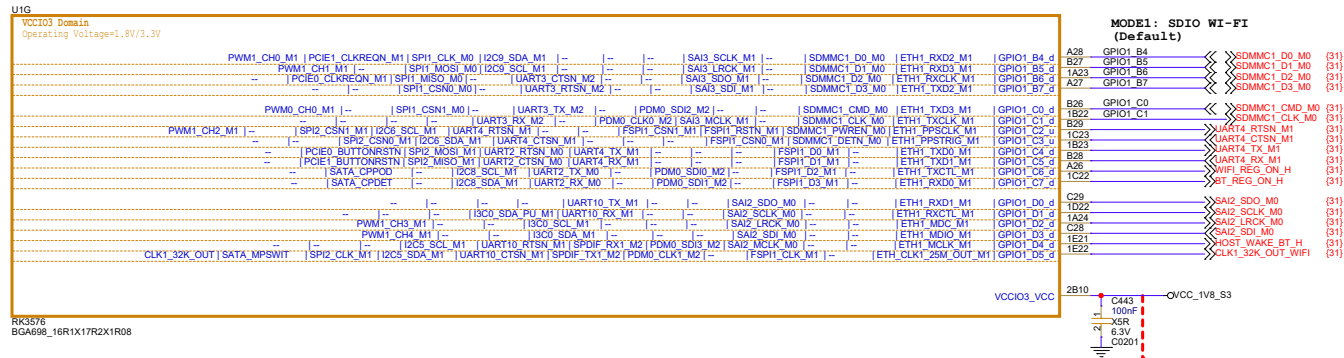 U1G
VCCIO3 Domain
Operating Voltage=1.8V/3.3V
MODE1: SDIO WI-FI
(Default)
PWM1_CH0_M1 | PCIE1_CLKREQN_M1 | SPI1_CLK_M0 | I2C9_SDA_M1 | -- | -- | SAI3_SCLK_M1 | -- | SDMMC1_D0_M0 | ETH1_RXD2_M1 | GPIO1_B4_d A28 GPIO1_B4 SDMMC1_D0_M0 {31}
PWM1_CH1_M1 | -- | SPI1_MOSI_M0 | I2C9_SCL_M1 | -- | -- | SAI3_LRCK_M1 | -- | SDMMC1_D1_M0 | ETH1_RXD3_M1 | GPIO1_B5_d B27 GPIO1_B5 SDMMC1_D1_M0 {31}
-- | PCIE0_CLKREQN_M1 | SPI1_MISO_M0 | -- | UART3_CTSN_M2 | -- | SAI3_SDO_M1 | -- | SDMMC1_D2_M0 | ETH1_RXCLK_M1 | GPIO1_B6_d 1A23 GPIO1_B6 SDMMC1_D2_M0 {31}
-- | -- | SPI1_CSN0_M0 | -- | UART3_RTSN_M2 | -- | SAI3_SDI_M1 | -- | SDMMC1_D3_M0 | ETH1_TXD2_M1 | GPIO1_B7_d A27 GPIO1_B7 SDMMC1_D3_M0 {31}
PWM0_CH0_M1 | -- | SPI1_CSN1_M0 | -- | UART3_TX_M2 | -- | PDM0_SDI2_M2 | -- | SDMMC1_CMD_M0 | ETH1_TXD3_M1 | GPIO1_C0_d B26 GPIO1_C0 SDMMC1_CMD_M0 {31}
-- | -- | -- | -- | UART3_RX_M2 | -- | PDM0_CLK0_M2 | SAI3_MCLK_M1 | -- | SDMMC1_CLK_M0 | ETH1_TXCLK_M1 | GPIO1_C1_d 1B22 GPIO1_C1 SDMMC1_CLK_M0 {31}
PWM1_CH2_M1 | -- | SPI2_CSN1_M1 | I2C6_SCL_M1 | UART4_RTSN_M1 | -- | -- | FSPI1_CSN1_M1 | FSPI1_RSTN_M1 | SDMMC1_PWREN_M0 | ETH1_PPSCLK_M1 | GPIO1_C2_u B29 UART4_RTSN_M1 {31}
-- | -- | SPI2_CSN0_M1 | I2C6_SDA_M1 | UART4_CTSN_M1 | -- | -- | FSPI1_CSN0_M1 | SDMMC1_DETN_M0 | ETH1_PPSTRIG_M1 | GPIO1_C3_u 1C23 UART4_CTSN_M1 {31}
-- | PCIE0_BUTTONRSTN | SPI2_MOSI_M1 | UART2_RTSN_M0 | UART4_TX_M1 | -- | -- | FSPI1_D0_M1 | -- | ETH1_TXD0_M1 | GPIO1_C4_d 1B23 UART4_TX_M1 {31}
-- | PCIE1_BUTTONRSTN | SPI2_MISO_M1 | UART2_CTSN_M0 | UART4_RX_M1 | -- | -- | FSPI1_D1_M1 | -- | ETH1_TXD1_M1 | GPIO1_C5_d B28 UART4_RX_M1 {31}
-- | SATA_CPPOD | -- | I2C8_SCL_M1 | UART2_TX_M0 | -- | PDM0_SDI0_M2 | -- | FSPI1_D2_M1 | -- | ETH1_TXCTL_M1 | GPIO1_C6_d A26 WIFI_REG_ON_H {31}
-- | SATA_CPDET | -- | I2C8_SDA_M1 | UART2_RX_M0 | -- | PDM0_SDI1_M2 | -- | FSPI1_D3_M1 | -- | ETH1_RXD0_M1 | GPIO1_C7_d 1C22 BT_REG_ON_H {31}
-- | -- | -- | -- | UART10_TX_M1 | -- | -- | SAI2_SDO_M0 | -- | -- | ETH1_RXD1_M1 | GPIO1_D0_d C29 SAI2_SDO_M0 {31}
-- | -- | -- | I3C0_SDA_PU_M1 | UART10_RX_M1 | -- | -- | SAI2_SCLK_M0 | -- | -- | ETH1_RXCTL_M1 | GPIO1_D1_d 1D22 SAI2_SCLK_M0 {31}
PWM1_CH3_M1 | -- | -- | I3C0_SCL_M1 | -- | -- | -- | SAI2_LRCK_M0 | -- | -- | ETH1_MDC_M1 | GPIO1_D2_d 1A24 SAI2_LRCK_M0 {31}
PWM1_CH4_M1 | -- | -- | I3C0_SDA_M1 | -- | -- | -- | SAI2_SDI_M0 | -- | -- | ETH1_MDIO_M1 | GPIO1_D3_d C28 SAI2_SDI_M0 {31}
-- | -- | -- | I2C5_SCL_M1 | UART10_RTSN_M1 | SPDIF_RX1_M2 | PDM0_SDI3_M2 | SAI2_MCLK_M0 | -- | -- | ETH1_MCLK_M1 | GPIO1_D4_d 1E21 HOST_WAKE_BT_H {31}
CLK1_32K_OUT | SATA_MPSWIT | SPI2_CLK_M1 | I2C5_SDA_M1 | UART10_CTSN_M1 | SPDIF_TX1_M2 | PDM0_CLK1_M2 | -- | FSPI1_CLK_M1 | -- | ETH_CLK1_25M_OUT_M1 | GPIO1_D5_d 1E22 CLK1_32K_OUT_WIFI {31}
VCCIO3_VCC 2B10 VCC_1V8_S3
C443
100nF
X5R
6.3V
C0201
1
2
RK3576
BGA698_16R1X17R2X1R08